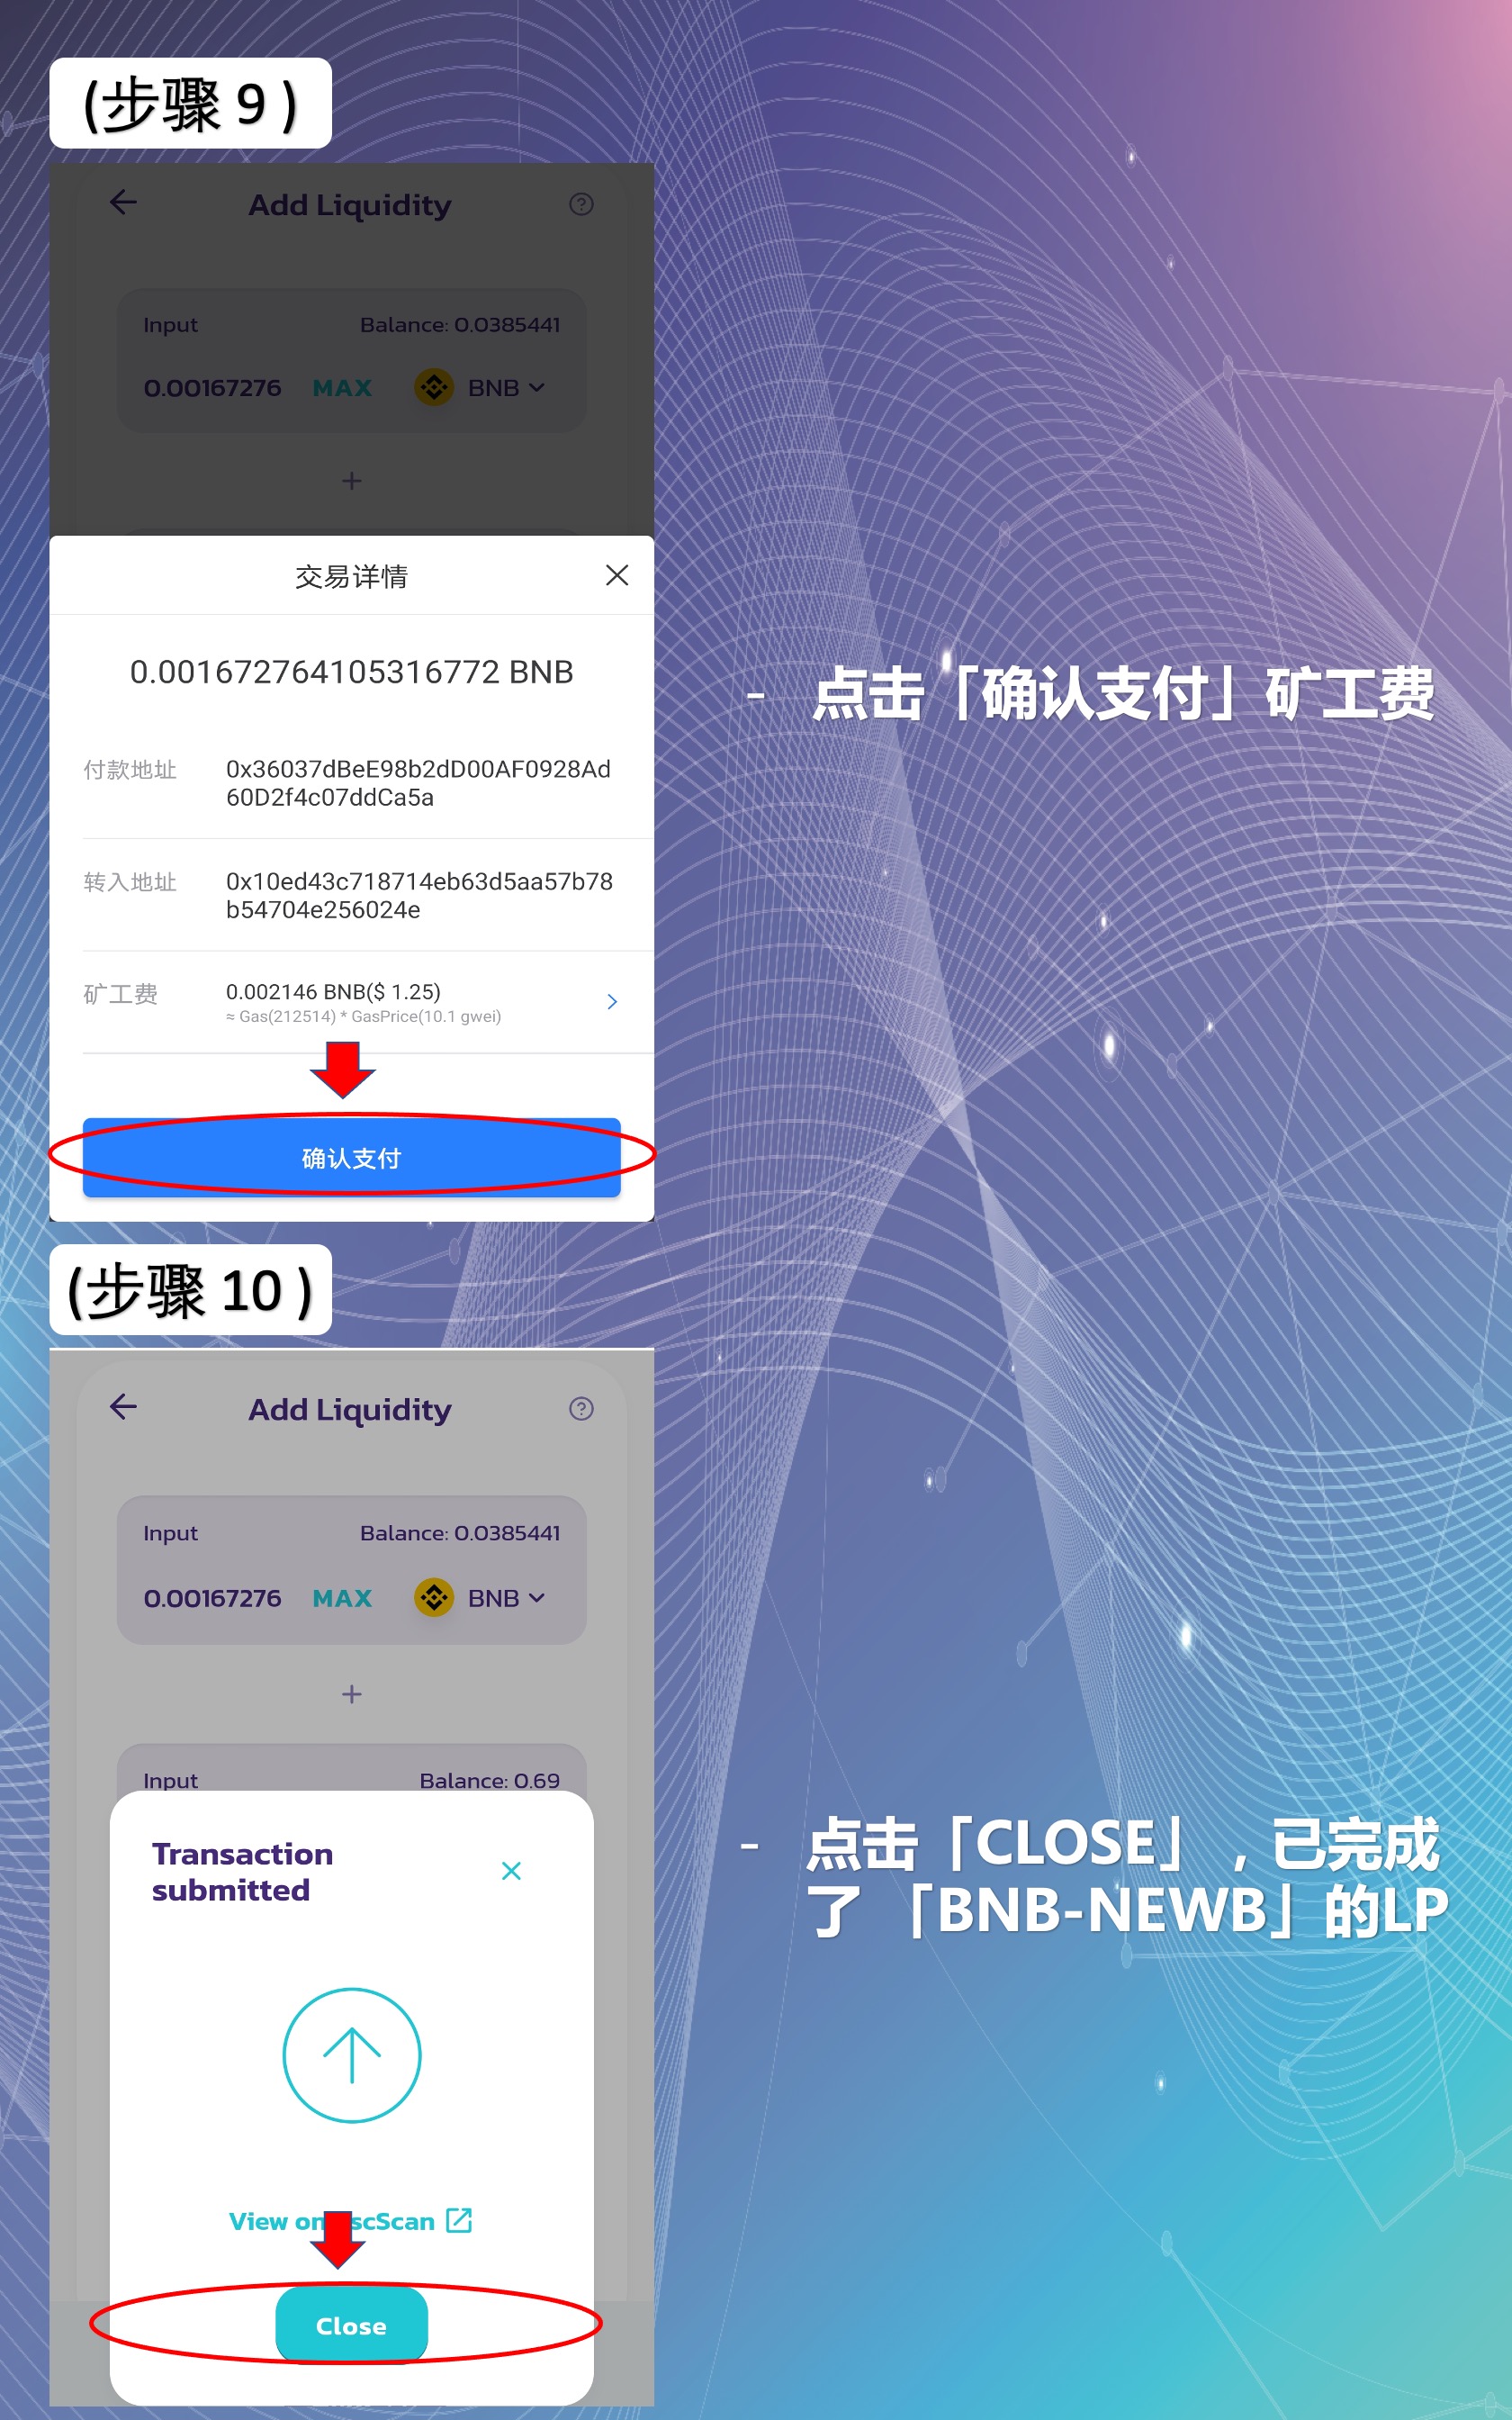 (步骤 9 )
Add Liquidity
Input Balance: 0.0385441
0.00167276 MAX BNB
+
交易详情
0.001672764105316772 BNB
付款地址 0x36037dBeE98b2dD00AF0928Ad
60D2f4c07ddCa5a
转入地址 0x10ed43c718714eb63d5aa57b78
b54704e256024e
矿工费 0.002146 BNB($ 1.25)
≈ Gas(212514) * GasPrice(10.1 gwei)
确认支付
- 点击「确认支付」矿工费
(步骤 10 )
Add Liquidity
Input Balance: 0.0385441
0.00167276 MAX BNB
+
Input Balance: 0.69
Transaction
submitted
View on scScan
Close
- 点击「CLOSE」，已完成
了 「BNB-NEWB」的LP